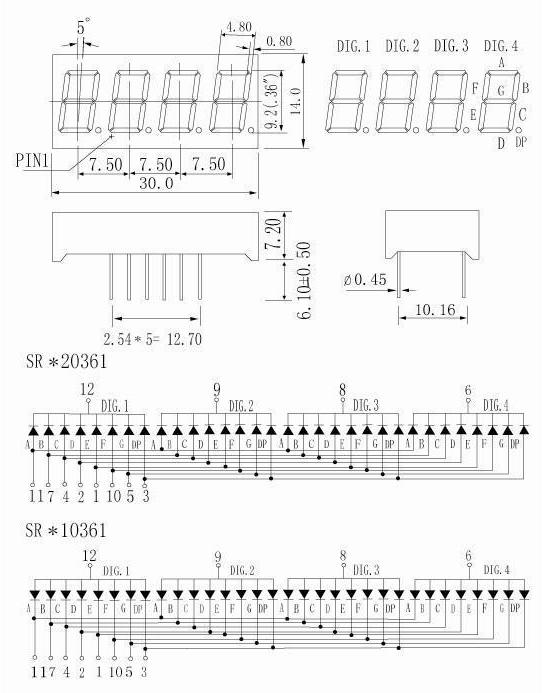 5°
4.80
0.80
DIG.1 DIG.2 DIG.3 DIG.4
A
F G B
E C
D DP
9.2(.36")
14.0
PIN1
7.50 7.50 7.50
30.0
7.20
6.10±0.50
ø0.45
10.16
2.54*5= 12.70
SR *20361
12 9 8 6
DIG.1 DIG.2 DIG.3 DIG.4
A B C D E F G DP A B C D E F G DP A B C D E F G DP A B C D E F G DP
11 7 4 2 1 10 5 3
SR *10361
12 9 8 6
DIG.1 DIG.2 DIG.3 DIG.4
A B C D E F G DP A B C D E F G DP A B C D E F G DP A B C D E F G DP
11 7 4 2 1 10 5 3